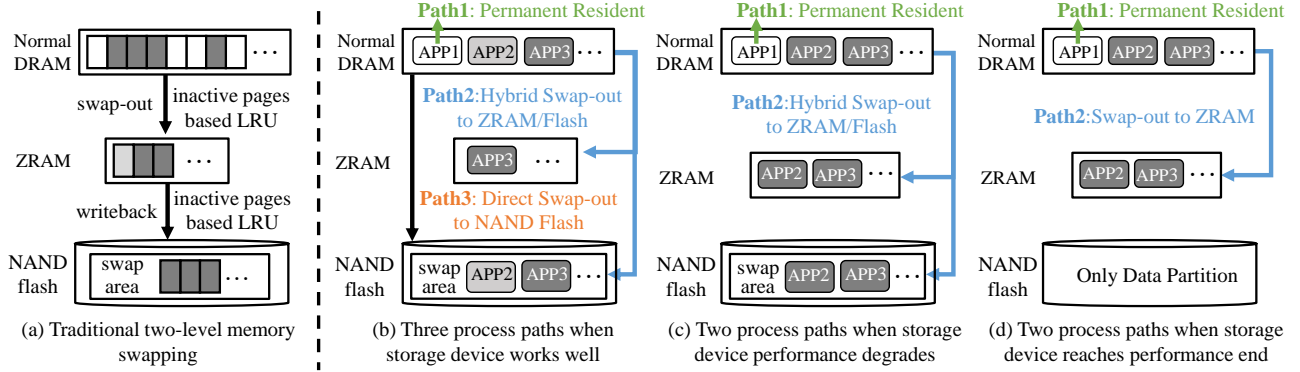 Normal
DRAM
...
swap-out
inactive pages
based LRU
ZRAM
...
writeback
inactive pages
based LRU
NAND
flash
swap
area
...
(a) Traditional two-level memory
swapping
Path1: Permanent Resident
Normal
DRAM
APP1 APP2 APP3 ...
Path2:Hybrid Swap-out
to ZRAM/Flash
ZRAM
APP3 ...
Path3: Direct Swap-out
to NAND Flash
NAND
flash
swap
area
APP2 APP3 ...
(b) Three process paths when
storage device works well
Path1: Permanent Resident
Normal
DRAM
APP1 APP2 APP3 ...
Path2:Hybrid Swap-out
to ZRAM/Flash
ZRAM
APP2 APP3 ...
NAND
flash
swap
area
APP2 APP3 ...
(c) Two process paths when storage
device performance degrades
Path1: Permanent Resident
Normal
DRAM
APP1 APP2 APP3 ...
Path2:Swap-out to ZRAM
ZRAM
APP2 APP3 ...
NAND
flash
Only Data Partition
(d) Two process paths when storage
device reaches performance end